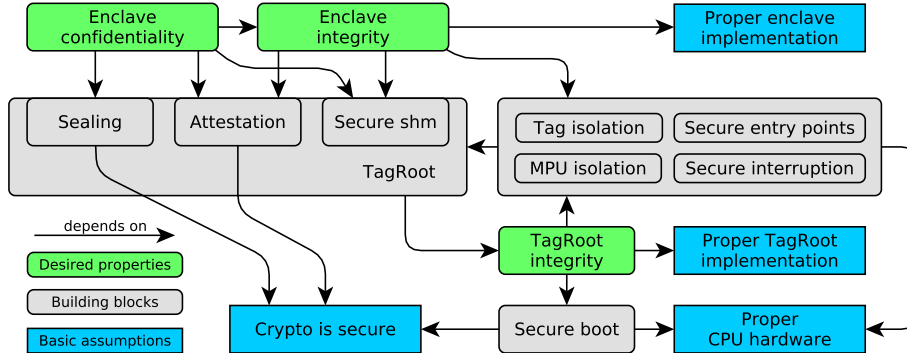 Enclave
confidentiality
Enclave
integrity
Proper enclave
implementation
Sealing
Attestation
Secure shm
TagRoot
Tag isolation
Secure entry points
MPU isolation
Secure interruption
depends on
Desired properties
Building blocks
Basic assumptions
TagRoot
integrity
Proper TagRoot
implementation
Crypto is secure
Secure boot
Proper
CPU hardware